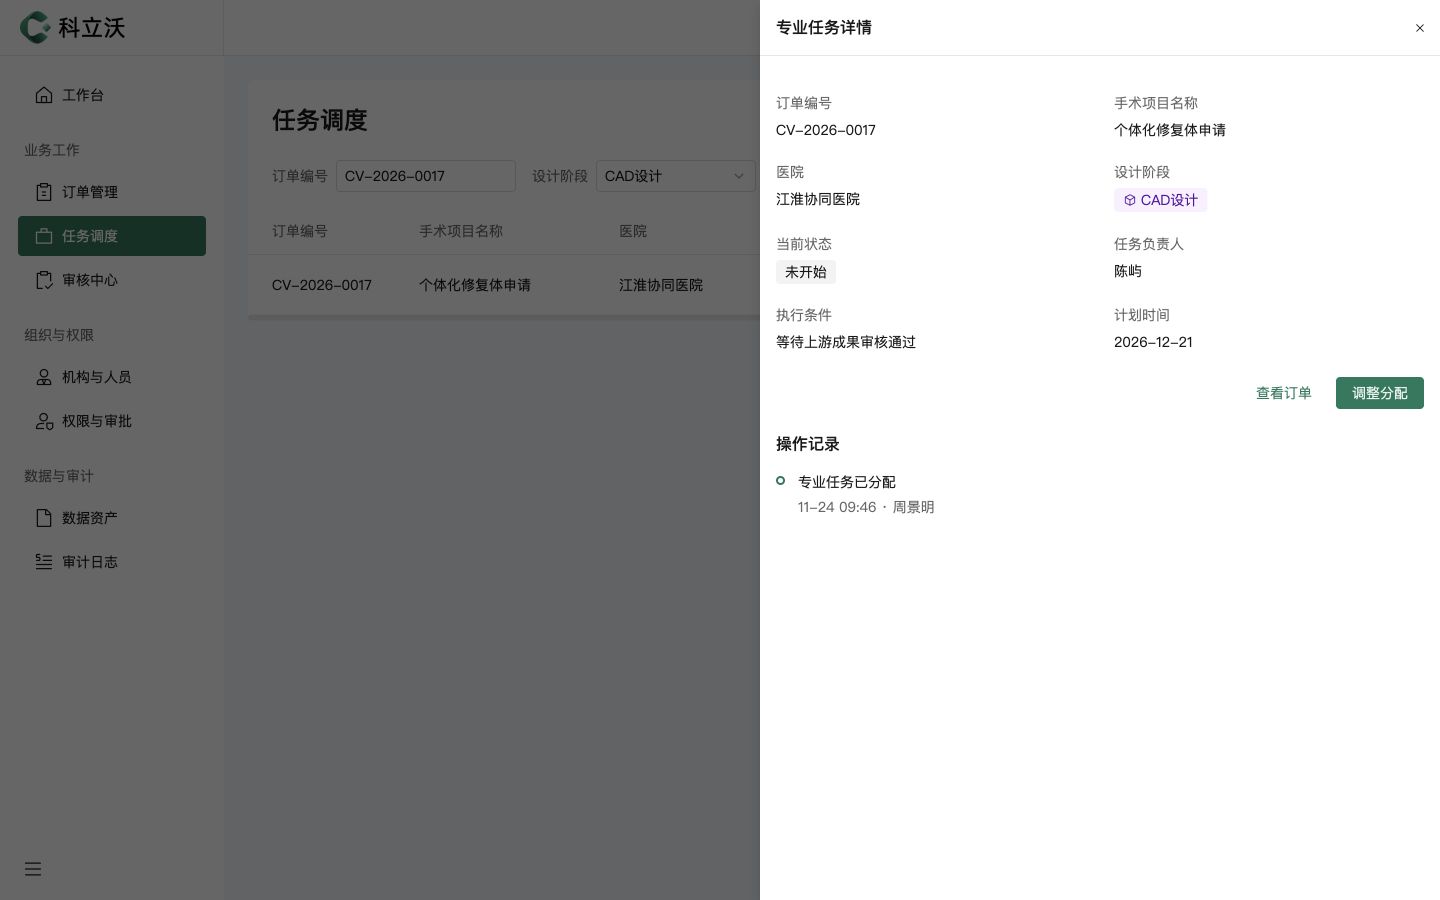 科立沃
工作台
业务工作
订单管理
任务调度
审核中心
组织与权限
机构与人员
权限与审批
数据与审计
数据资产
审计日志
任务调度
订单编号 CV-2026-0017 设计阶段 CAD设计
订单编号 手术项目名称 医院
CV-2026-0017 个体化修复体申请 江淮协同医院
专业任务详情
订单编号 手术项目名称
CV-2026-0017 个体化修复体申请
医院 设计阶段
江淮协同医院 CAD设计
当前状态 任务负责人
未开始 陈屿
执行条件 计划时间
等待上游成果审核通过 2026-12-21
查看订单 调整分配
操作记录
专业任务已分配
11-24 09:46 · 周景明